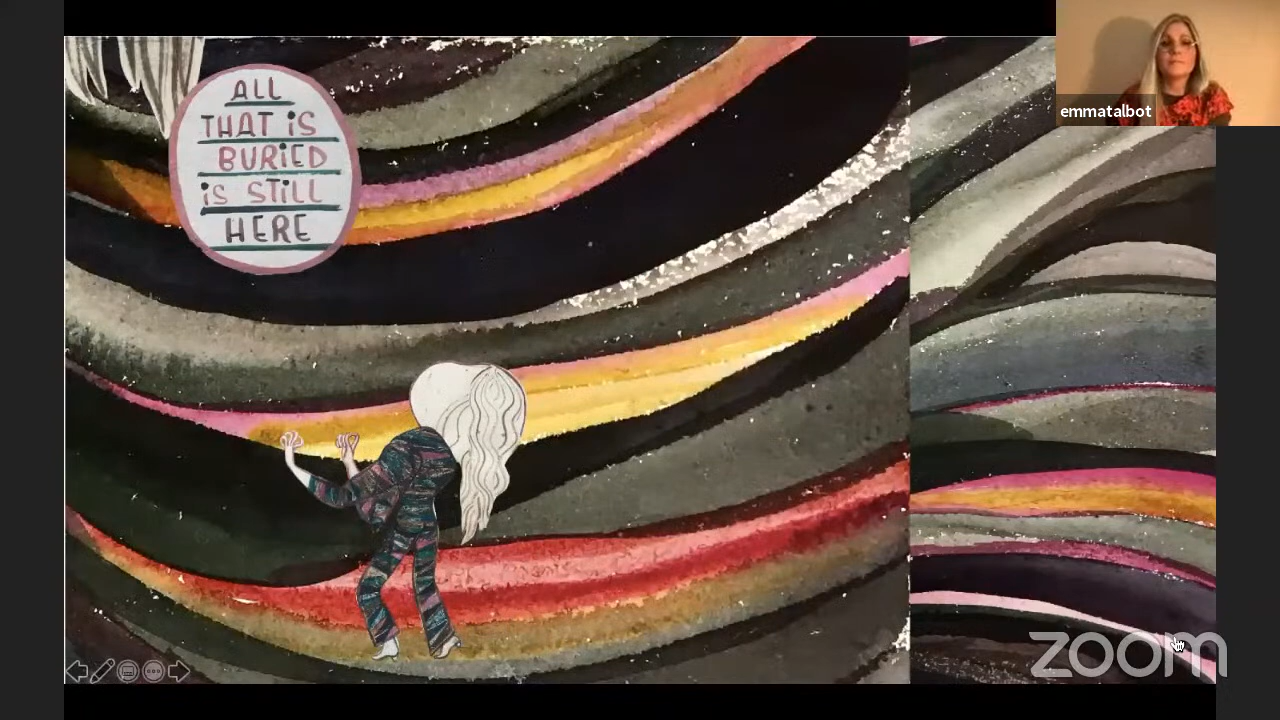 emmatalbot
ALL
THAT iS
BURiED
iS STiLL
HERE
zoom